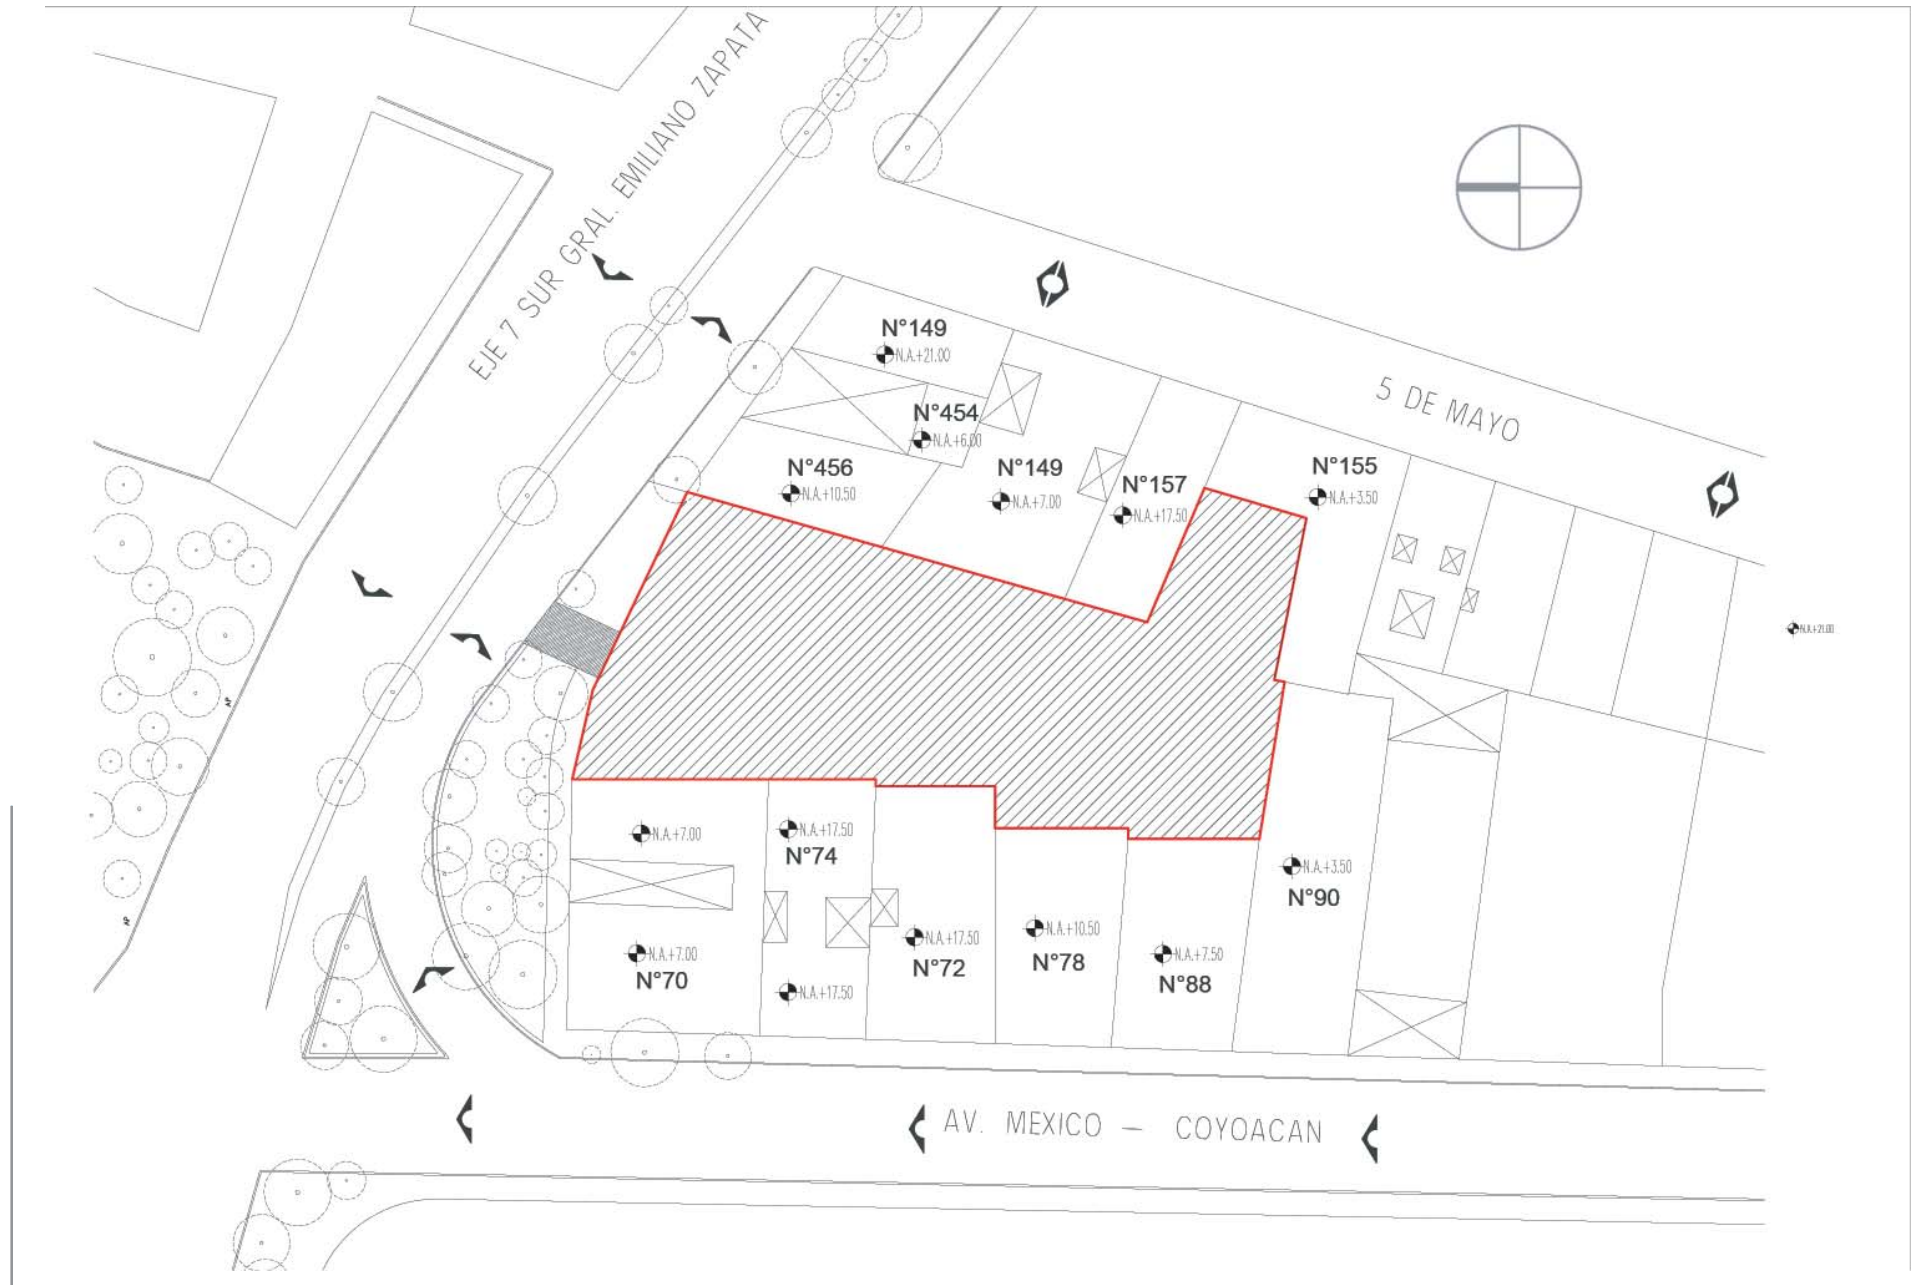 EJE 7 SUR GRAL. EMILIANO ZAPATA
5 DE MAYO
N°149
N.A.+21.00
N°454
N.A.+6.00
N°456
N.A.+10.50
N°149
N.A.+7.00
N°157
N.A.+17.50
N°155
N.A.+3.50
N.A.+21.00
N.A.+7.00
N.A.+17.50
N°74
N.A.+3.50
N°90
N.A.+7.00
N°70
N.A.+17.50
N.A.+17.50
N°72
N.A.+10.50
N°78
N.A.+7.50
N°88
AV. MEXICO — COYOACAN